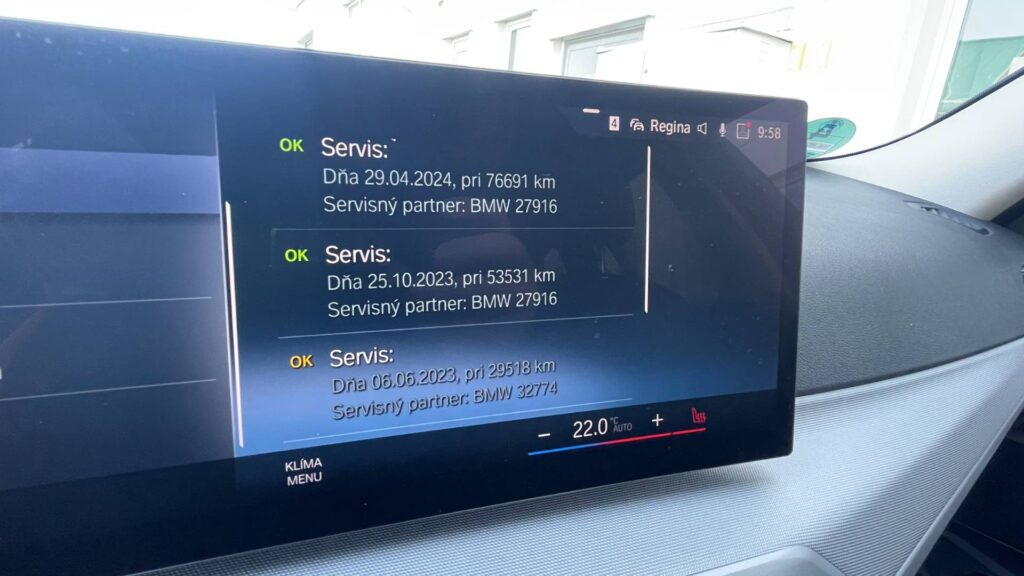 4 Regina 9:58
OK Servis:
Dňa 29.04.2024, pri 76691 km
Servisný partner: BMW 27916
OK Servis:
Dňa 25.10.2023, pri 53531 km
Servisný partner: BMW 27916
OK Servis:
Dňa 06.06.2023, pri 29518 km
Servisný partner: BMW 32774
KLÍMA
MENU
− 22.0 °C AUTO +